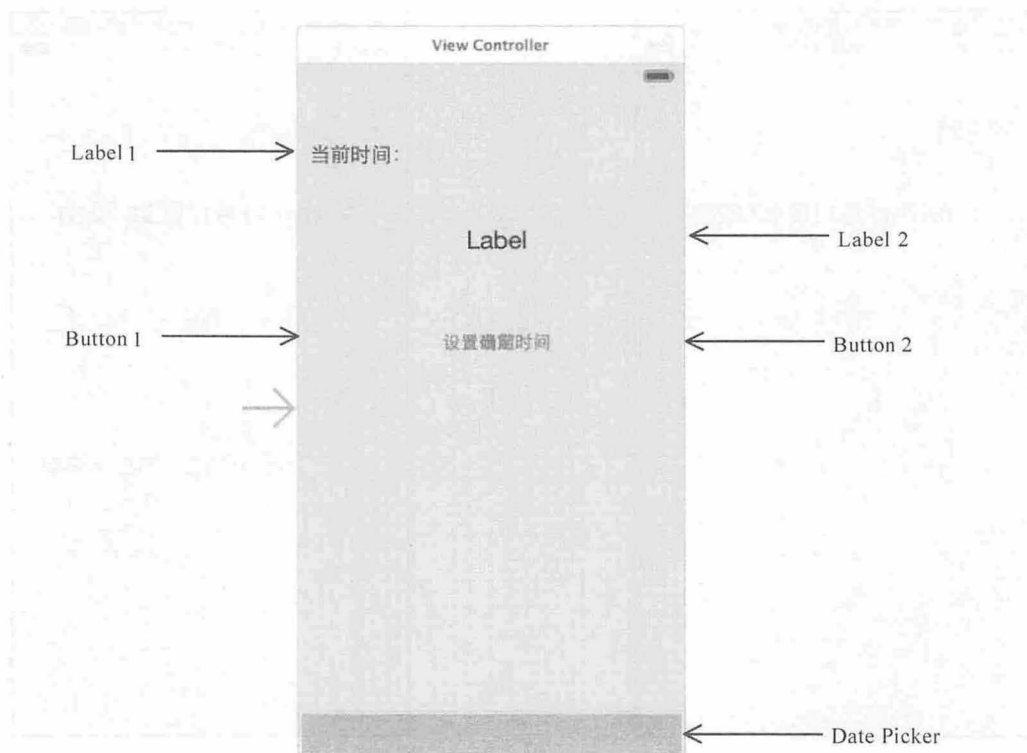 View Controller
Label 1
当前时间：
Label
Label 2
Button 1
设置 时间
Button 2
Date Picker